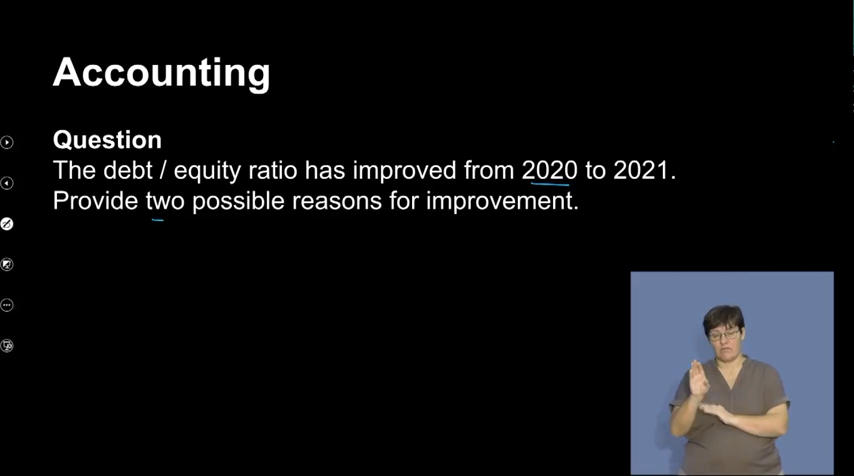 Accounting
Question
The debt / equity ratio has improved from 2020 to 2021.
Provide two possible reasons for improvement.